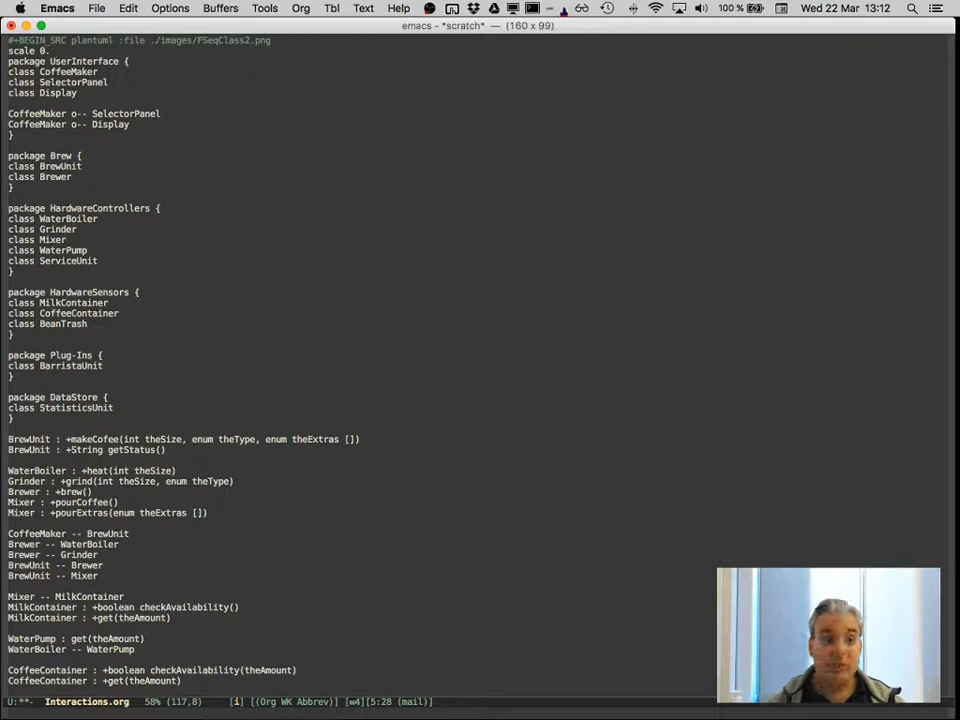 Emacs File Edit Options Buffers Tools Org Tbl Text Help 100 % Wed 22 Mar 13:12
emacs - *scratch* — (160 x 99)
#+BEGIN_SRC plantuml :file ./images/FSeqClass2.png
scale 0.
package UserInterface {
class CoffeeMaker
class SelectorPanel
class Display
CoffeeMaker o-- SelectorPanel
CoffeeMaker o-- Display
}
package Brew {
class BrewUnit
class Brewer
}
package HardwareControllers {
class WaterBoiler
class Grinder
class Mixer
class WaterPump
class ServiceUnit
}
package HardwareSensors {
class MilkContainer
class CoffeeContainer
class BeanTrash
}
package Plug-Ins {
class BarristaUnit
}
package DataStore {
class StatisticsUnit
}
BrewUnit : +makeCofee(int theSize, enum theType, enum theExtras [])
BrewUnit : +String getStatus()
WaterBoiler : +heat(int theSize)
Grinder : +grind(int theSize, enum theType)
Brewer : +brew()
Mixer : +pourCoffee()
Mixer : +pourExtras(enum theExtras [])
CoffeeMaker -- BrewUnit
Brewer -- WaterBoiler
Brewer -- Grinder
BrewUnit -- Brewer
BrewUnit -- Mixer
Mixer -- MilkContainer
MilkContainer : +boolean checkAvailability()
MilkContainer : +get(theAmount)
WaterPump : get(theAmount)
WaterBoiler -- WaterPump
CoffeeContainer : +boolean checkAvailability(theAmount)
CoffeeContainer : +get(theAmount)
U:**- Interactions.org 58% (117,8) [i] [(Org WK Abbrev)] [✉4][5:28 (mail)]